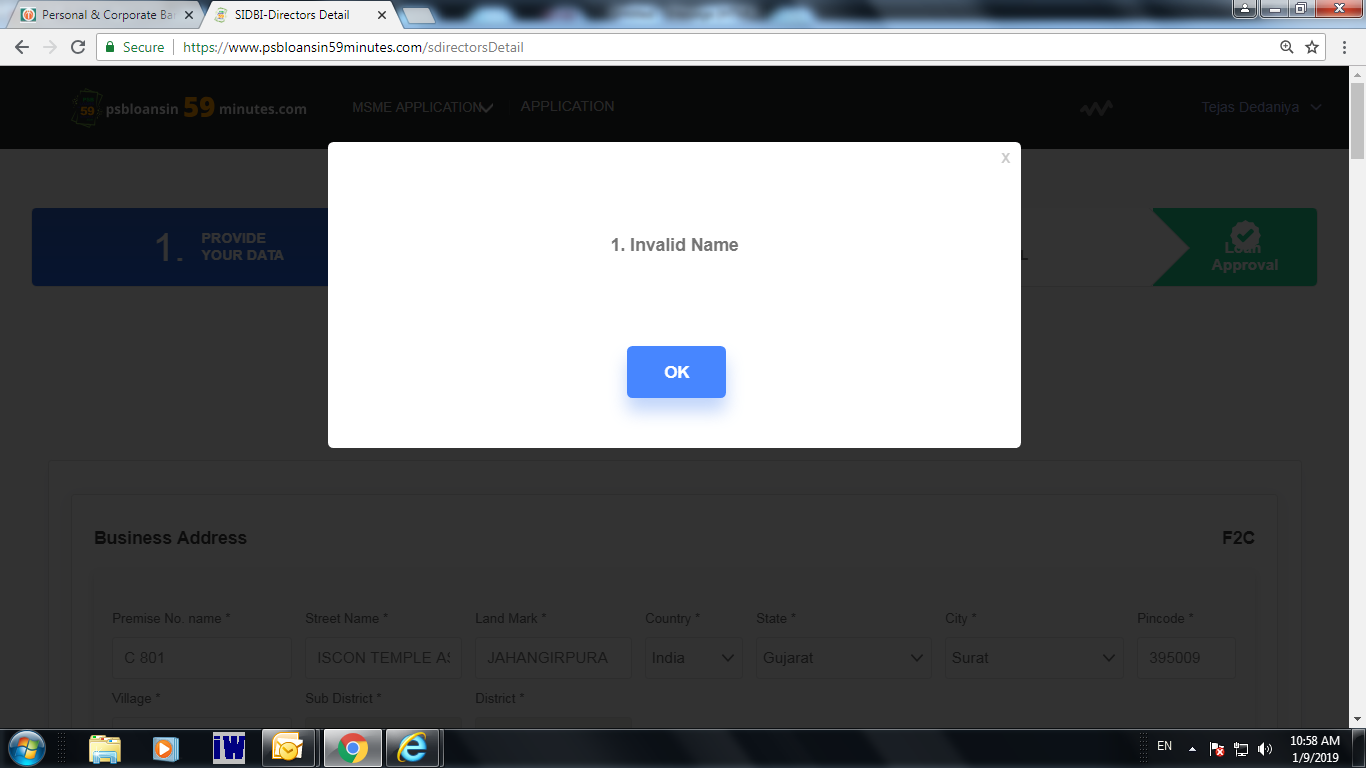 Personal & Corporate Ba
SIDBI-Directors Detail
Secure
https://www.psbloansin59minutes.com/sdirectorsDetail
59
psbloansin 59 minutes.com
MSME APPLICATION
APPLICATION
Tejas Dedaniya
X
1. Invalid Name
OK
1. PROVIDE
YOUR DATA
L
Loan
Approval
Business Address
F2C
Premise No. name *
Street Name *
Land Mark *
Country *
State *
City *
Pincode *
C 801
ISCON TEMPLE AS
JAHANGIRPURA
India
Gujarat
Surat
395009
Village *
Sub District *
District *
iW
EN
10:58 AM
1/9/2019